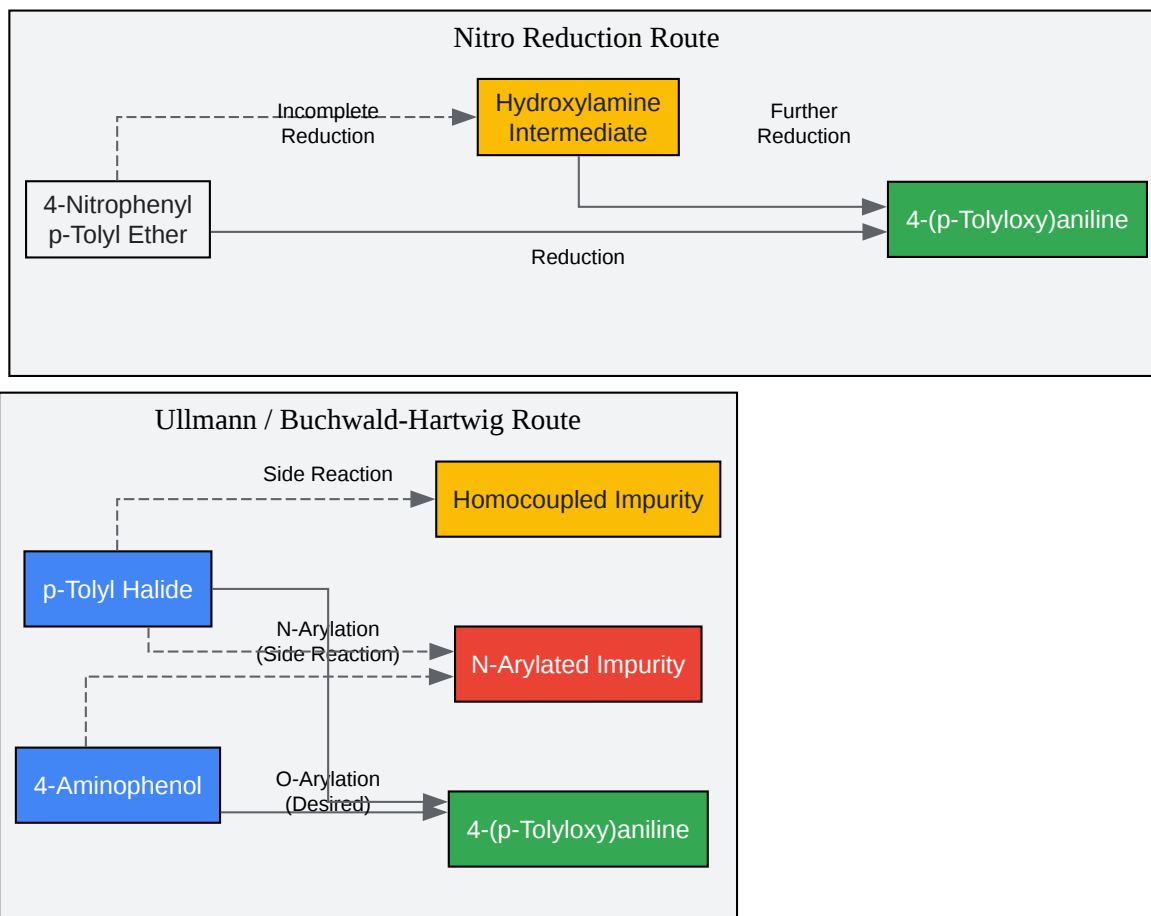 Nitro Reduction Route
Incomplete
Reduction
Hydroxylamine
Intermediate
Further
Reduction
4-Nitrophenyl
p-Tolyl Ether
4-(p-Tolyloxy)aniline
Reduction
Ullmann / Buchwald-Hartwig Route
Side Reaction
Homocoupled Impurity
p-Tolyl Halide
N-Arylation
(Side Reaction)
N-Arylated Impurity
4-Aminophenol
O-Arylation
(Desired)
4-(p-Tolyloxy)aniline